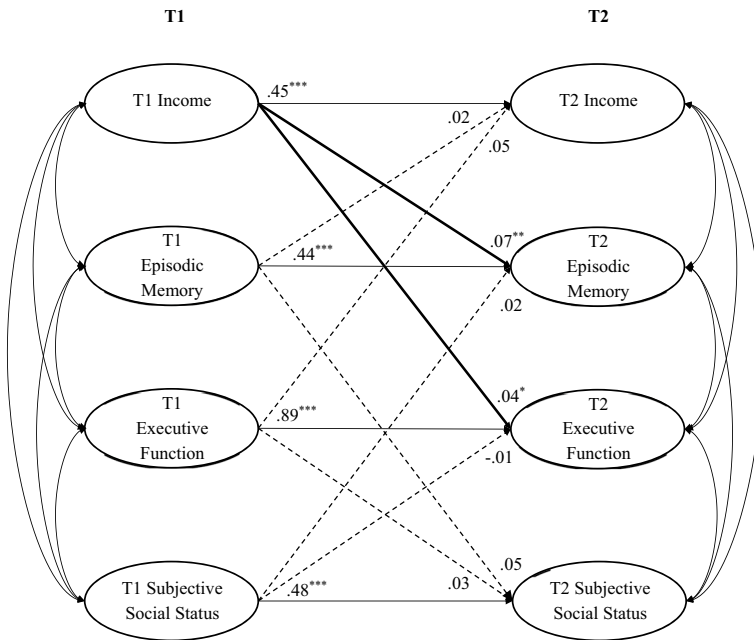 T1 T2
T1 Income
.45***
T2 Income
.02
.05
T1
Episodic
Memory
.44***
.07**
T2
Episodic
Memory
.02
T1
Executive
Function
.89***
.04*
T2
Executive
Function
-.01
T1 Subjective
Social Status
.48***
.03
.05
T2 Subjective
Social Status